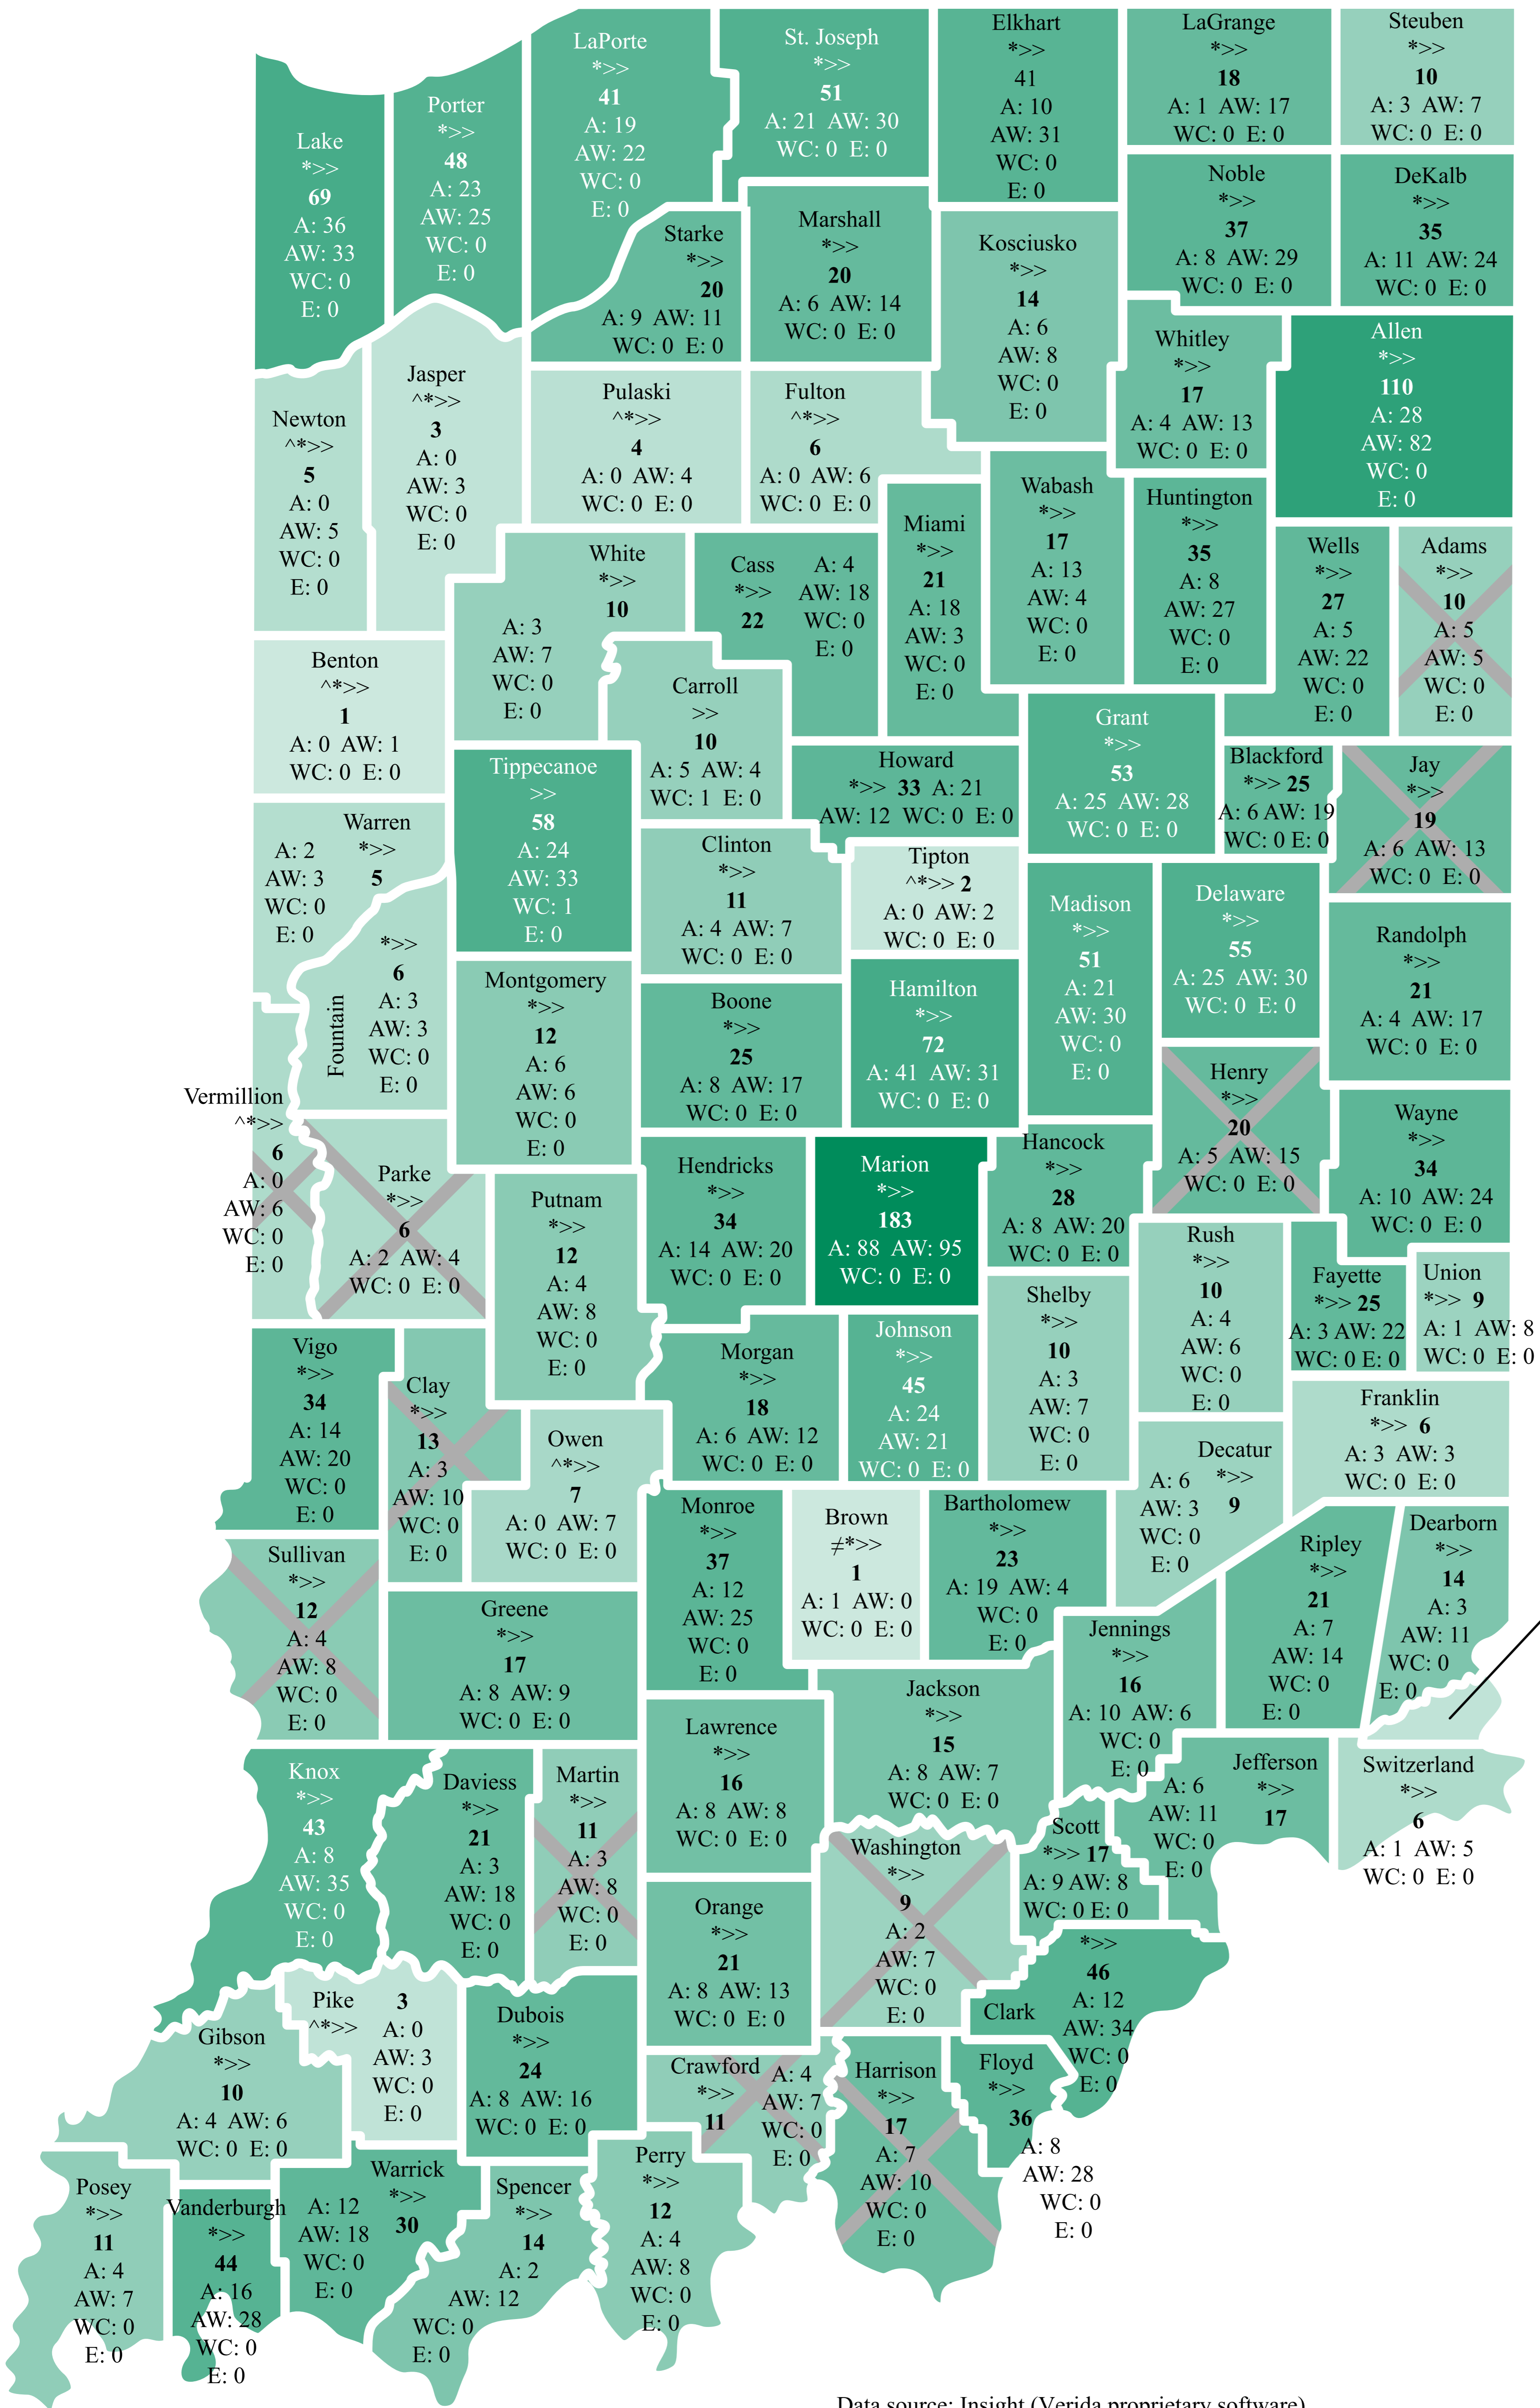 Lake
*>>
69
A: 36
AW: 33
WC: 0
E: 0
Porter
*>>
48
A: 23
AW: 25
WC: 0
E: 0
LaPorte
*>>
41
A: 19
AW: 22
WC: 0
E: 0
St. Joseph
*>>
51
A: 21 AW: 30
WC: 0 E: 0
Elkhart
*>>
41
A: 10
AW: 31
WC: 0
E: 0
LaGrange
*>>
18
A: 1 AW: 17
WC: 0 E: 0
Steuben
*>>
10
A: 3 AW: 7
WC: 0 E: 0
Noble
*>>
37
A: 8 AW: 29
WC: 0 E: 0
DeKalb
*>>
35
A: 11 AW: 24
WC: 0 E: 0
Starke
*>>
20
A: 9 AW: 11
WC: 0 E: 0
Marshall
*>>
20
A: 6 AW: 14
WC: 0 E: 0
Kosciusko
*>>
14
A: 6
AW: 8
WC: 0
E: 0
Whitley
*>>
17
A: 4 AW: 13
WC: 0 E: 0
Allen
*>>
110
A: 28
AW: 82
WC: 0
E: 0
Newton
^*>>
5
A: 0
AW: 5
WC: 0
E: 0
Jasper
^*>>
3
A: 0
AW: 3
WC: 0
E: 0
Pulaski
^*>>
4
A: 0 AW: 4
WC: 0 E: 0
Fulton
^*>>
6
A: 0 AW: 6
WC: 0 E: 0
Miami
*>>
21
A: 18
AW: 3
WC: 0
E: 0
Wabash
*>>
17
A: 13
AW: 4
WC: 0
E: 0
Huntington
*>>
35
A: 8
AW: 27
WC: 0
E: 0
Wells
*>>
27
A: 5
AW: 22
WC: 0
E: 0
Adams
*>>
10
A: 5
AW: 5
WC: 0
E: 0
White
*>>
10
A: 3
AW: 7
WC: 0
E: 0
Cass
*>>
22
A: 4
AW: 18
WC: 0
E: 0
Benton
^*>>
1
A: 0 AW: 1
WC: 0 E: 0
Carroll
>>
10
A: 5 AW: 4
WC: 1 E: 0
Grant
*>>
53
A: 25 AW: 28
WC: 0 E: 0
Tippecanoe
>>
58
A: 24
AW: 33
WC: 1
E: 0
Howard
*>> 33 A: 21
AW: 12 WC: 0 E: 0
Blackford
*>> 25
A: 6 AW: 19
WC: 0 E: 0
Jay
*>>
19
A: 6 AW: 13
WC: 0 E: 0
Warren
*>>
5
A: 2
AW: 3
WC: 0
E: 0
Clinton
*>>
11
A: 4 AW: 7
WC: 0 E: 0
Tipton
^*>> 2
A: 0 AW: 2
WC: 0 E: 0
Madison
*>>
51
A: 21
AW: 30
WC: 0
E: 0
Delaware
*>>
55
A: 25 AW: 30
WC: 0 E: 0
Randolph
*>>
21
A: 4 AW: 17
WC: 0 E: 0
Fountain
*>>
6
A: 3
AW: 3
WC: 0
E: 0
Montgomery
*>>
12
A: 6
AW: 6
WC: 0
E: 0
Boone
*>>
25
A: 8 AW: 17
WC: 0 E: 0
Hamilton
*>>
72
A: 41 AW: 31
WC: 0 E: 0
Henry
*>>
20
A: 5 AW: 15
WC: 0 E: 0
Wayne
*>>
34
A: 10 AW: 24
WC: 0 E: 0
Vermillion
^*>>
6
A: 0
AW: 6
WC: 0
E: 0
Parke
*>>
6
A: 2 AW: 4
WC: 0 E: 0
Putnam
*>>
12
A: 4
AW: 8
WC: 0
E: 0
Hendricks
*>>
34
A: 14 AW: 20
WC: 0 E: 0
Marion
*>>
183
A: 88 AW: 95
WC: 0 E: 0
Hancock
*>>
28
A: 8 AW: 20
WC: 0 E: 0
Rush
*>>
10
A: 4
AW: 6
WC: 0
E: 0
Fayette
*>> 25
A: 3 AW: 22
WC: 0 E: 0
Union
*>> 9
A: 1 AW: 8
WC: 0 E: 0
Shelby
*>>
10
A: 3
AW: 7
WC: 0
E: 0
Vigo
*>>
34
A: 14
AW: 20
WC: 0
E: 0
Clay
*>>
13
A: 3
AW: 10
WC: 0
E: 0
Morgan
*>>
18
A: 6 AW: 12
WC: 0 E: 0
Johnson
*>>
45
A: 24
AW: 21
WC: 0 E: 0
Franklin
*>> 6
A: 3 AW: 3
WC: 0 E: 0
Owen
^*>>
7
A: 0 AW: 7
WC: 0 E: 0
Decatur
*>>
9
A: 6
AW: 3
WC: 0
E: 0
Monroe
*>>
37
A: 12
AW: 25
WC: 0
E: 0
Brown
≠*>>
1
A: 1 AW: 0
WC: 0 E: 0
Bartholomew
*>>
23
A: 19 AW: 4
WC: 0
E: 0
Ripley
*>>
21
A: 7
AW: 14
WC: 0
E: 0
Dearborn
*>>
14
A: 3
AW: 11
WC: 0
E: 0
Sullivan
*>>
12
A: 4
AW: 8
WC: 0
E: 0
Greene
*>>
17
A: 8 AW: 9
WC: 0 E: 0
Jennings
*>>
16
A: 10 AW: 6
WC: 0
E: 0
Jackson
*>>
15
A: 8 AW: 7
WC: 0 E: 0
Lawrence
*>>
16
A: 8 AW: 8
WC: 0 E: 0
Jefferson
*>>
17
A: 6
AW: 11
WC: 0
E: 0
Switzerland
*>>
6
A: 1 AW: 5
WC: 0 E: 0
Knox
*>>
43
A: 8
AW: 35
WC: 0
E: 0
Daviess
*>>
21
A: 3
AW: 18
WC: 0
E: 0
Martin
*>>
11
A: 3
AW: 8
WC: 0
E: 0
Washington
*>>
9
A: 2
AW: 7
WC: 0
E: 0
Scott
*>> 17
A: 9 AW: 8
WC: 0 E: 0
Orange
*>>
21
A: 8 AW: 13
WC: 0 E: 0
Clark
*>>
46
A: 12
AW: 34
WC: 0
E: 0
Pike
^*>>
3
A: 0
AW: 3
WC: 0
E: 0
Gibson
*>>
10
A: 4 AW: 6
WC: 0 E: 0
Dubois
*>>
24
A: 8 AW: 16
WC: 0 E: 0
Crawford
*>>
11
A: 4
AW: 7
WC: 0
E: 0
Harrison
*>>
17
A: 7
AW: 10
WC: 0
E: 0
Floyd
*>>
36
A: 8
AW: 28
WC: 0
E: 0
Posey
*>>
11
A: 4
AW: 7
WC: 0
E: 0
Vanderburgh
*>>
44
A: 16
AW: 28
WC: 0
E: 0
Warrick
*>>
30
A: 12
AW: 18
WC: 0
E: 0
Spencer
*>>
14
A: 2
AW: 12
WC: 0
E: 0
Perry
*>>
12
A: 4
AW: 8
WC: 0
E: 0
Data source: Insight (Verida proprietary software)